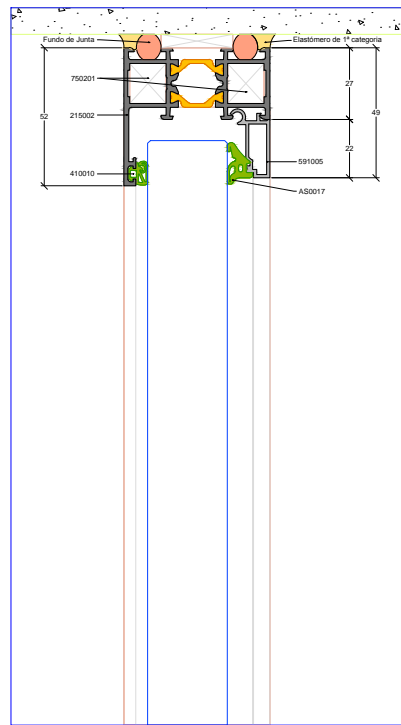 Fundo de Junta
Elastómero de 1ª categoria
750201
27
52
215002
49
22
591005
410010
AS0017